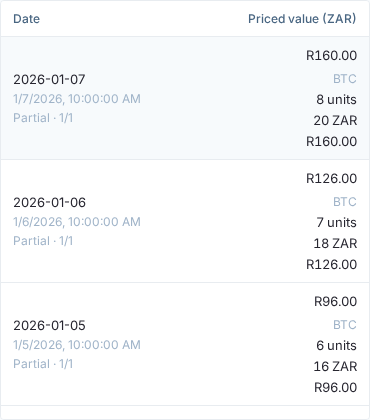 Date Priced value (ZAR)
R160.00
2026-01-07 BTC
1/7/2026, 10:00:00 AM 8 units
Partial · 1/1 20 ZAR
R160.00
R126.00
2026-01-06 BTC
1/6/2026, 10:00:00 AM 7 units
Partial · 1/1 18 ZAR
R126.00
R96.00
2026-01-05 BTC
1/5/2026, 10:00:00 AM 6 units
Partial · 1/1 16 ZAR
R96.00